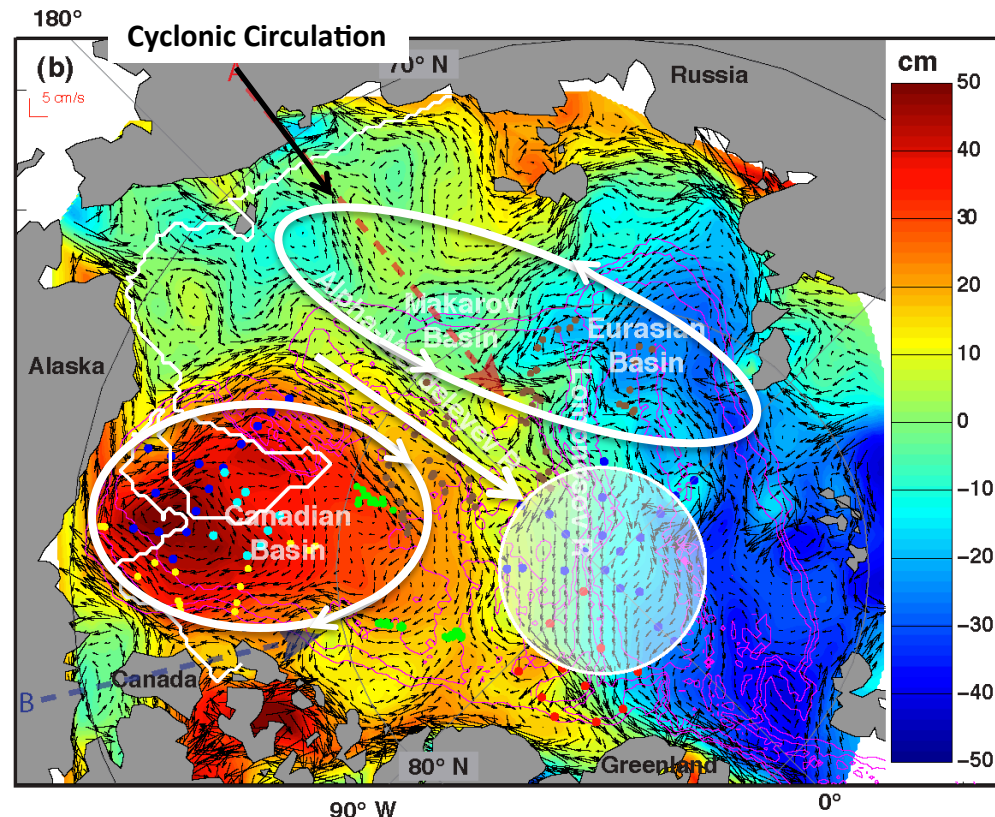 180°
Cyclonic Circulation
A
(b)
70° N
Russia
cm
5 cm/s
50
40
30
20
10
0
−10
−20
−30
−40
−50
Makarov
Basin
Eurasian
Basin
Alaska
Canadian
Basin
Canada
B
80° N
Greenland
90° W
0°